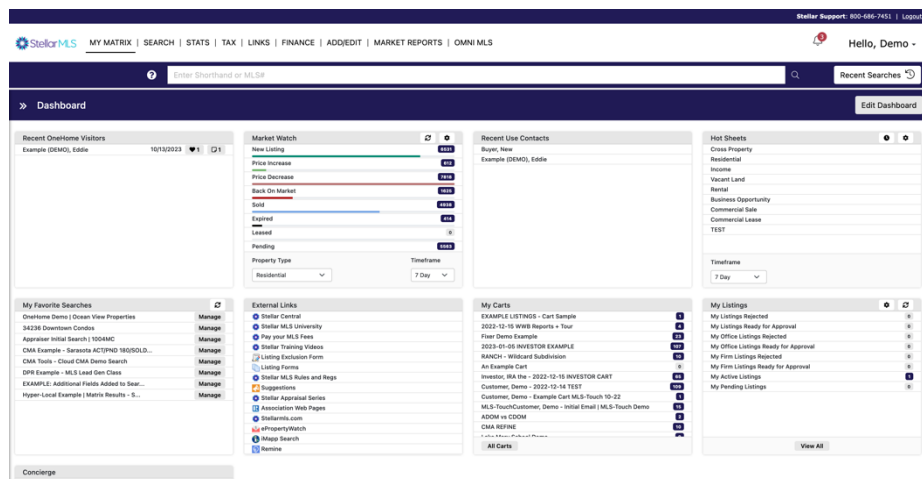 Stellar Support: 800-686-7451 | Logout
StellarMLS
MY MATRIX | SEARCH | STATS | TAX | LINKS | FINANCE | ADD/EDIT | MARKET REPORTS | OMNI MLS
3
Hello, Demo
Enter Shorthand or MLS#
Recent Searches
» Dashboard
Edit Dashboard
Recent OneHome Visitors
Example (DEMO), Eddie 10/13/2023 1 1
Market Watch
New Listing 6031
Price Increase 612
Price Decrease 7816
Back On Market 1625
Sold 4938
Expired 414
Leased 0
Pending 5593
Property Type Timeframe
Residential 7 Day
Recent Use Contacts
Buyer, New
Example (DEMO), Eddie
Hot Sheets
Cross Property
Residential
Income
Vacant Land
Rental
Business Opportunity
Commercial Sale
Commercial Lease
TEST
Timeframe
7 Day
My Favorite Searches
OneHome Demo | Ocean View Properties Manage
34236 Downtown Condos Manage
Appraiser Initial Search | 1004MC Manage
CMA Example - Sarasota ACT/PND 180/SOLD... Manage
CMA Tools - Cloud CMA Demo Search Manage
DPR Example - MLS Lead Gen Class Manage
EXAMPLE: Additional Fields Added to Sear... Manage
Hyper-Local Example | Matrix Results - S... Manage
External Links
Stellar Central
Stellar MLS University
Pay your MLS Fees
Stellar Training Videos
Listing Exclusion Form
Listing Forms
Stellar MLS Rules and Regs
Suggestions
Stellar Appraisal Series
Association Web Pages
Stellarmls.com
ePropertyWatch
iMapp Search
Remine
My Carts
EXAMPLE LISTINGS - Cart Sample 1
2022-12-15 WWB Reports + Tour 4
Fixer Demo Example 23
2023-01-05 INVESTOR EXAMPLE 107
RANCH - Wildcard Subdivision 10
An Example Cart 0
Investor, IRA the - 2022-12-15 INVESTOR CART 65
Customer, Demo - 2022-12-14 TEST 109
Customer, Demo - Example Cart MLS-Touch 10-22 1
MLS-TouchCustomer, Demo - Initial Email | MLS-Touch Demo 15
ADOM vs CDOM 2
CMA REFINE 10
Lake Mary School Demo
All Carts
My Listings
My Listings Rejected 0
My Listings Ready for Approval 0
My Office Listings Rejected 0
My Office Listings Ready for Approval 0
My Firm Listings Rejected 0
My Firm Listings Ready for Approval 0
My Active Listings 1
My Pending Listings 0
View All
Concierge